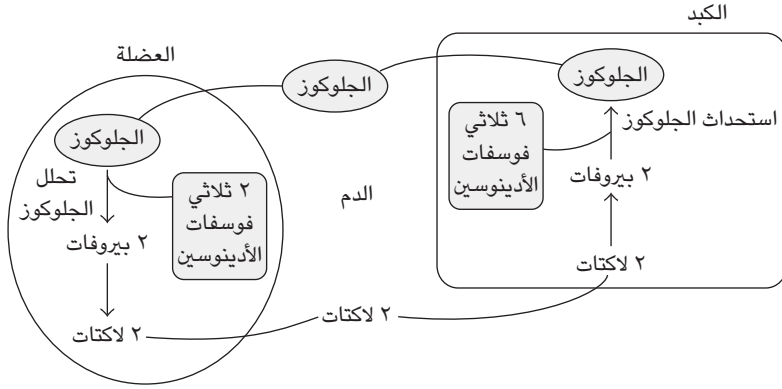 الكبد
العضلة
الجلوكوز
الجلوكوز
استحداث الجلوكوز
٦ ثلاثي
فوسفات
الأدينوسين
٢ بيروفات
٢ لاكتات
الجلوكوز
تحلل
الجلوكوز
٢ ثلاثي
فوسفات
الأدينوسين
٢ بيروفات
٢ لاكتات
الدم
٢ لاكتات